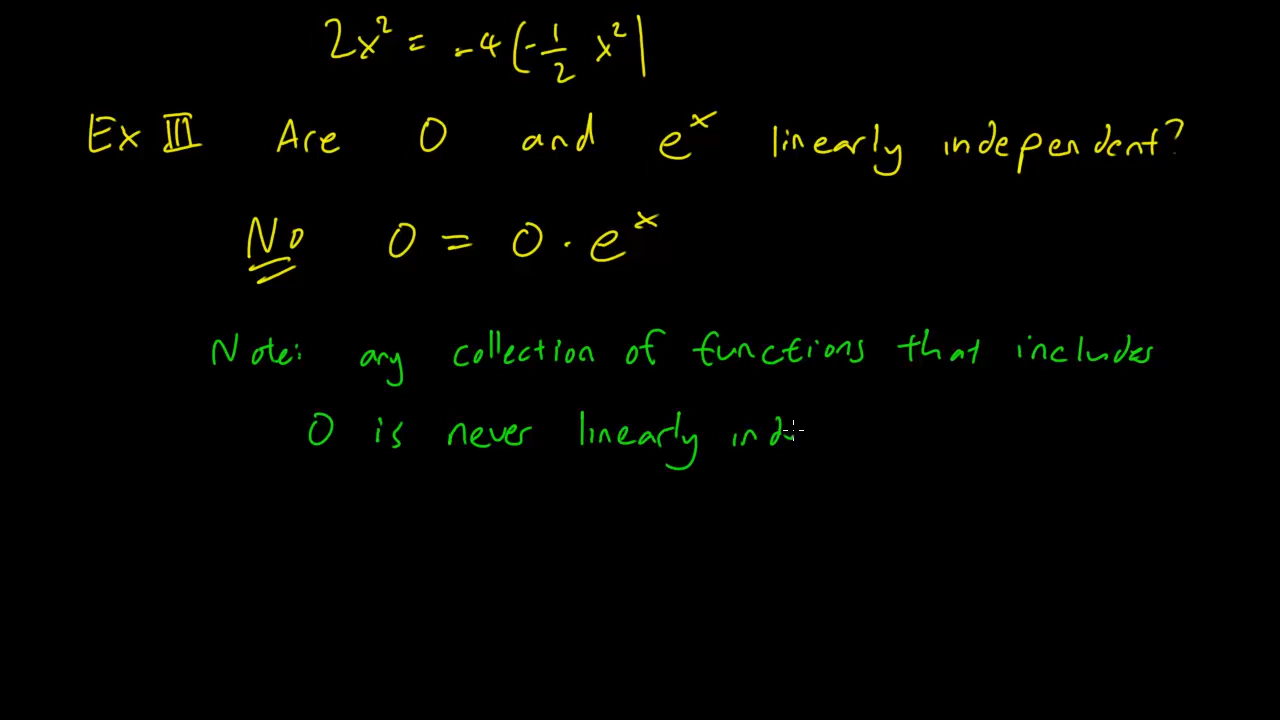 2x² = -4(-1/2 x²)
Ex III Are 0 and eˣ linearly independent?
No 0 = 0 · eˣ
Note: any collection of functions that includes
0 is never linearly ind